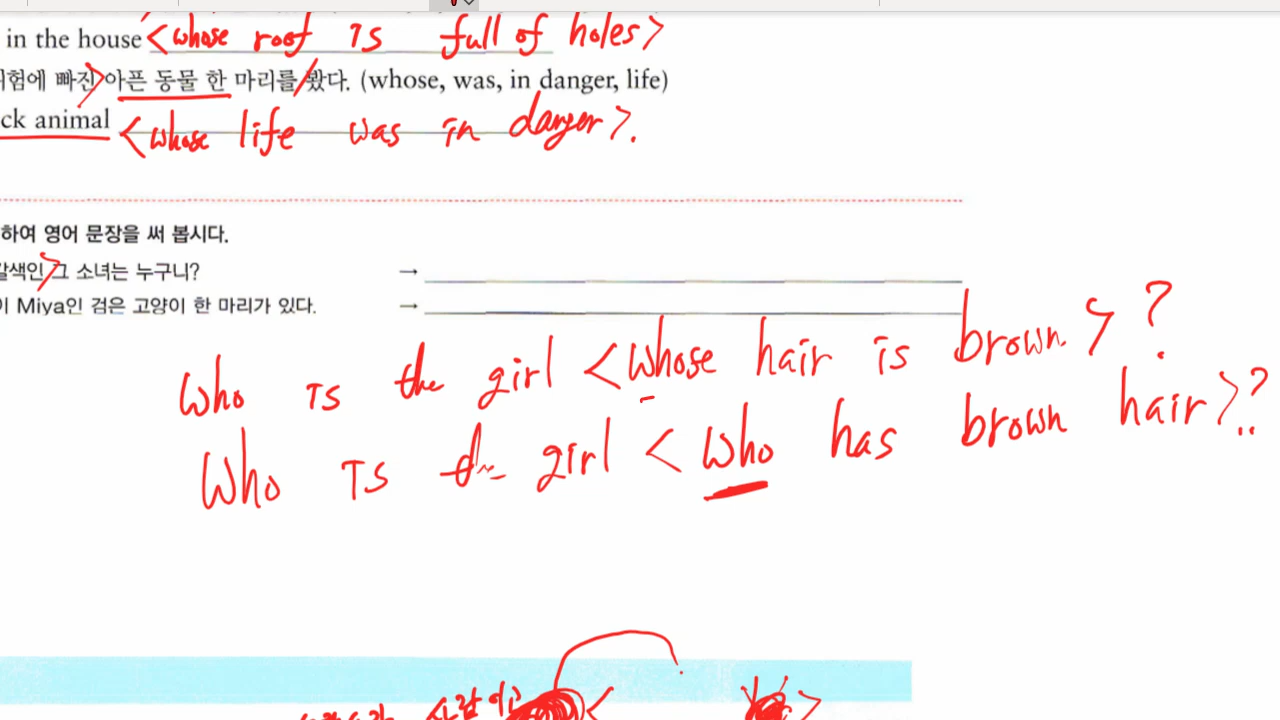 in the house <whose roof is full of holes>
험에 빠진> 아픈 동물 한 마리를/ 봤다. (whose, was, in danger, life)
ck animal <whose life was in danger>.
하여 영어 문장을 써 봅시다.
갈색인> 그 소녀는 누구니? →
이 Miya인 검은 고양이 한 마리가 있다. →
Who is the girl <whose hair is brown>?
Who is the girl <who has brown hair>?